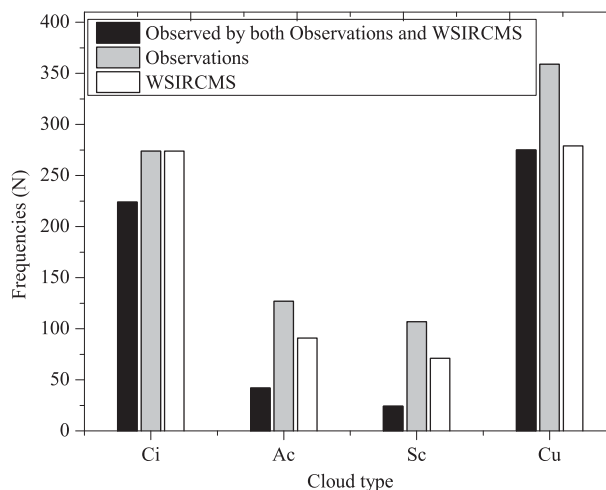 400
350
300
250
200
150
100
50
0
Frequencies (N)
Observed by both Observations and WSIRCMS
Observations
WSIRCMS
Ci Ac Sc Cu
Cloud type